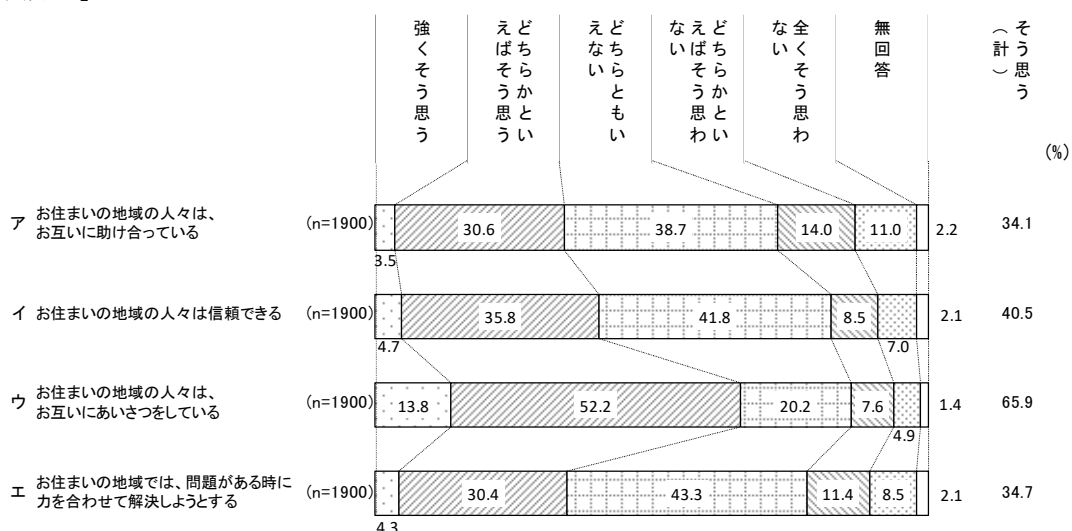 強くそう思う
どちらかとい
えばそう思う
どちらともい
えない
どちらかとい
えばそう思わ
ない
全くそう思わ
ない
無回答
そう思う
（計）
(%)
ア お住まいの地域の人々は、
お互いに助け合っている
(n=1900)
3.5
30.6
38.7
14.0
11.0
2.2
34.1
イ お住まいの地域の人々は信頼できる
(n=1900)
4.7
35.8
41.8
8.5
7.0
2.1
40.5
ウ お住まいの地域の人々は、
お互いにあいさつをしている
(n=1900)
13.8
52.2
20.2
7.6
4.9
1.4
65.9
エ お住まいの地域では、問題がある時に
力を合わせて解決しようとする
(n=1900)
4.3
30.4
43.3
11.4
8.5
2.1
34.7